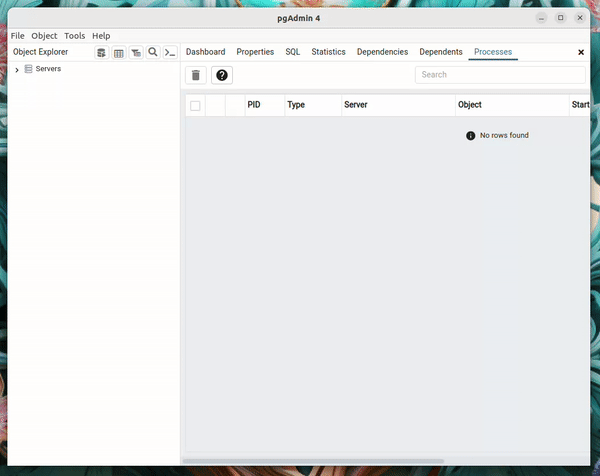 pgAdmin 4
File Object Tools Help
Object Explorer
Dashboard Properties SQL Statistics Dependencies Dependents Processes
Servers
Search
PID Type Server Object Start
No rows found